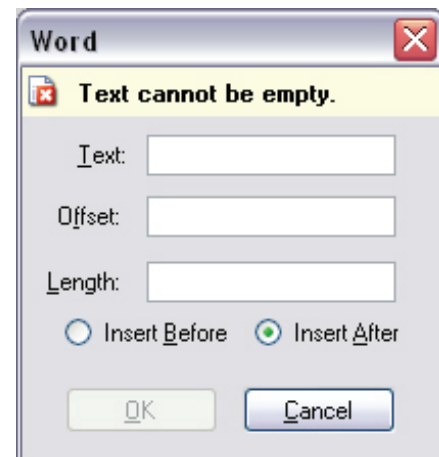 Word
Text cannot be empty.
Text:
Offset:
Length:
Insert Before Insert After
OK Cancel